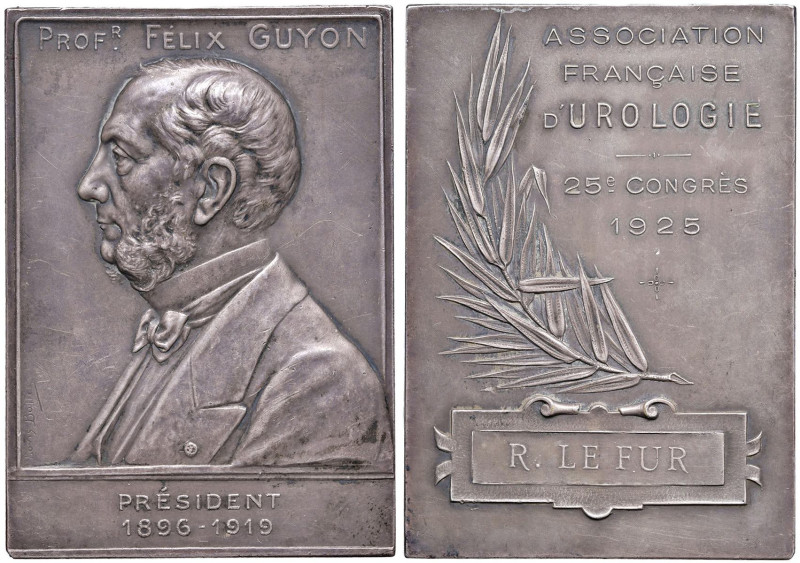 PROFR. FÉLIX GUYON
PRÉSIDENT
1896-1919
ASSOCIATION
FRANÇAISE
D'UROLOGIE
25e CONGRÈS
1925
R. LE FUR